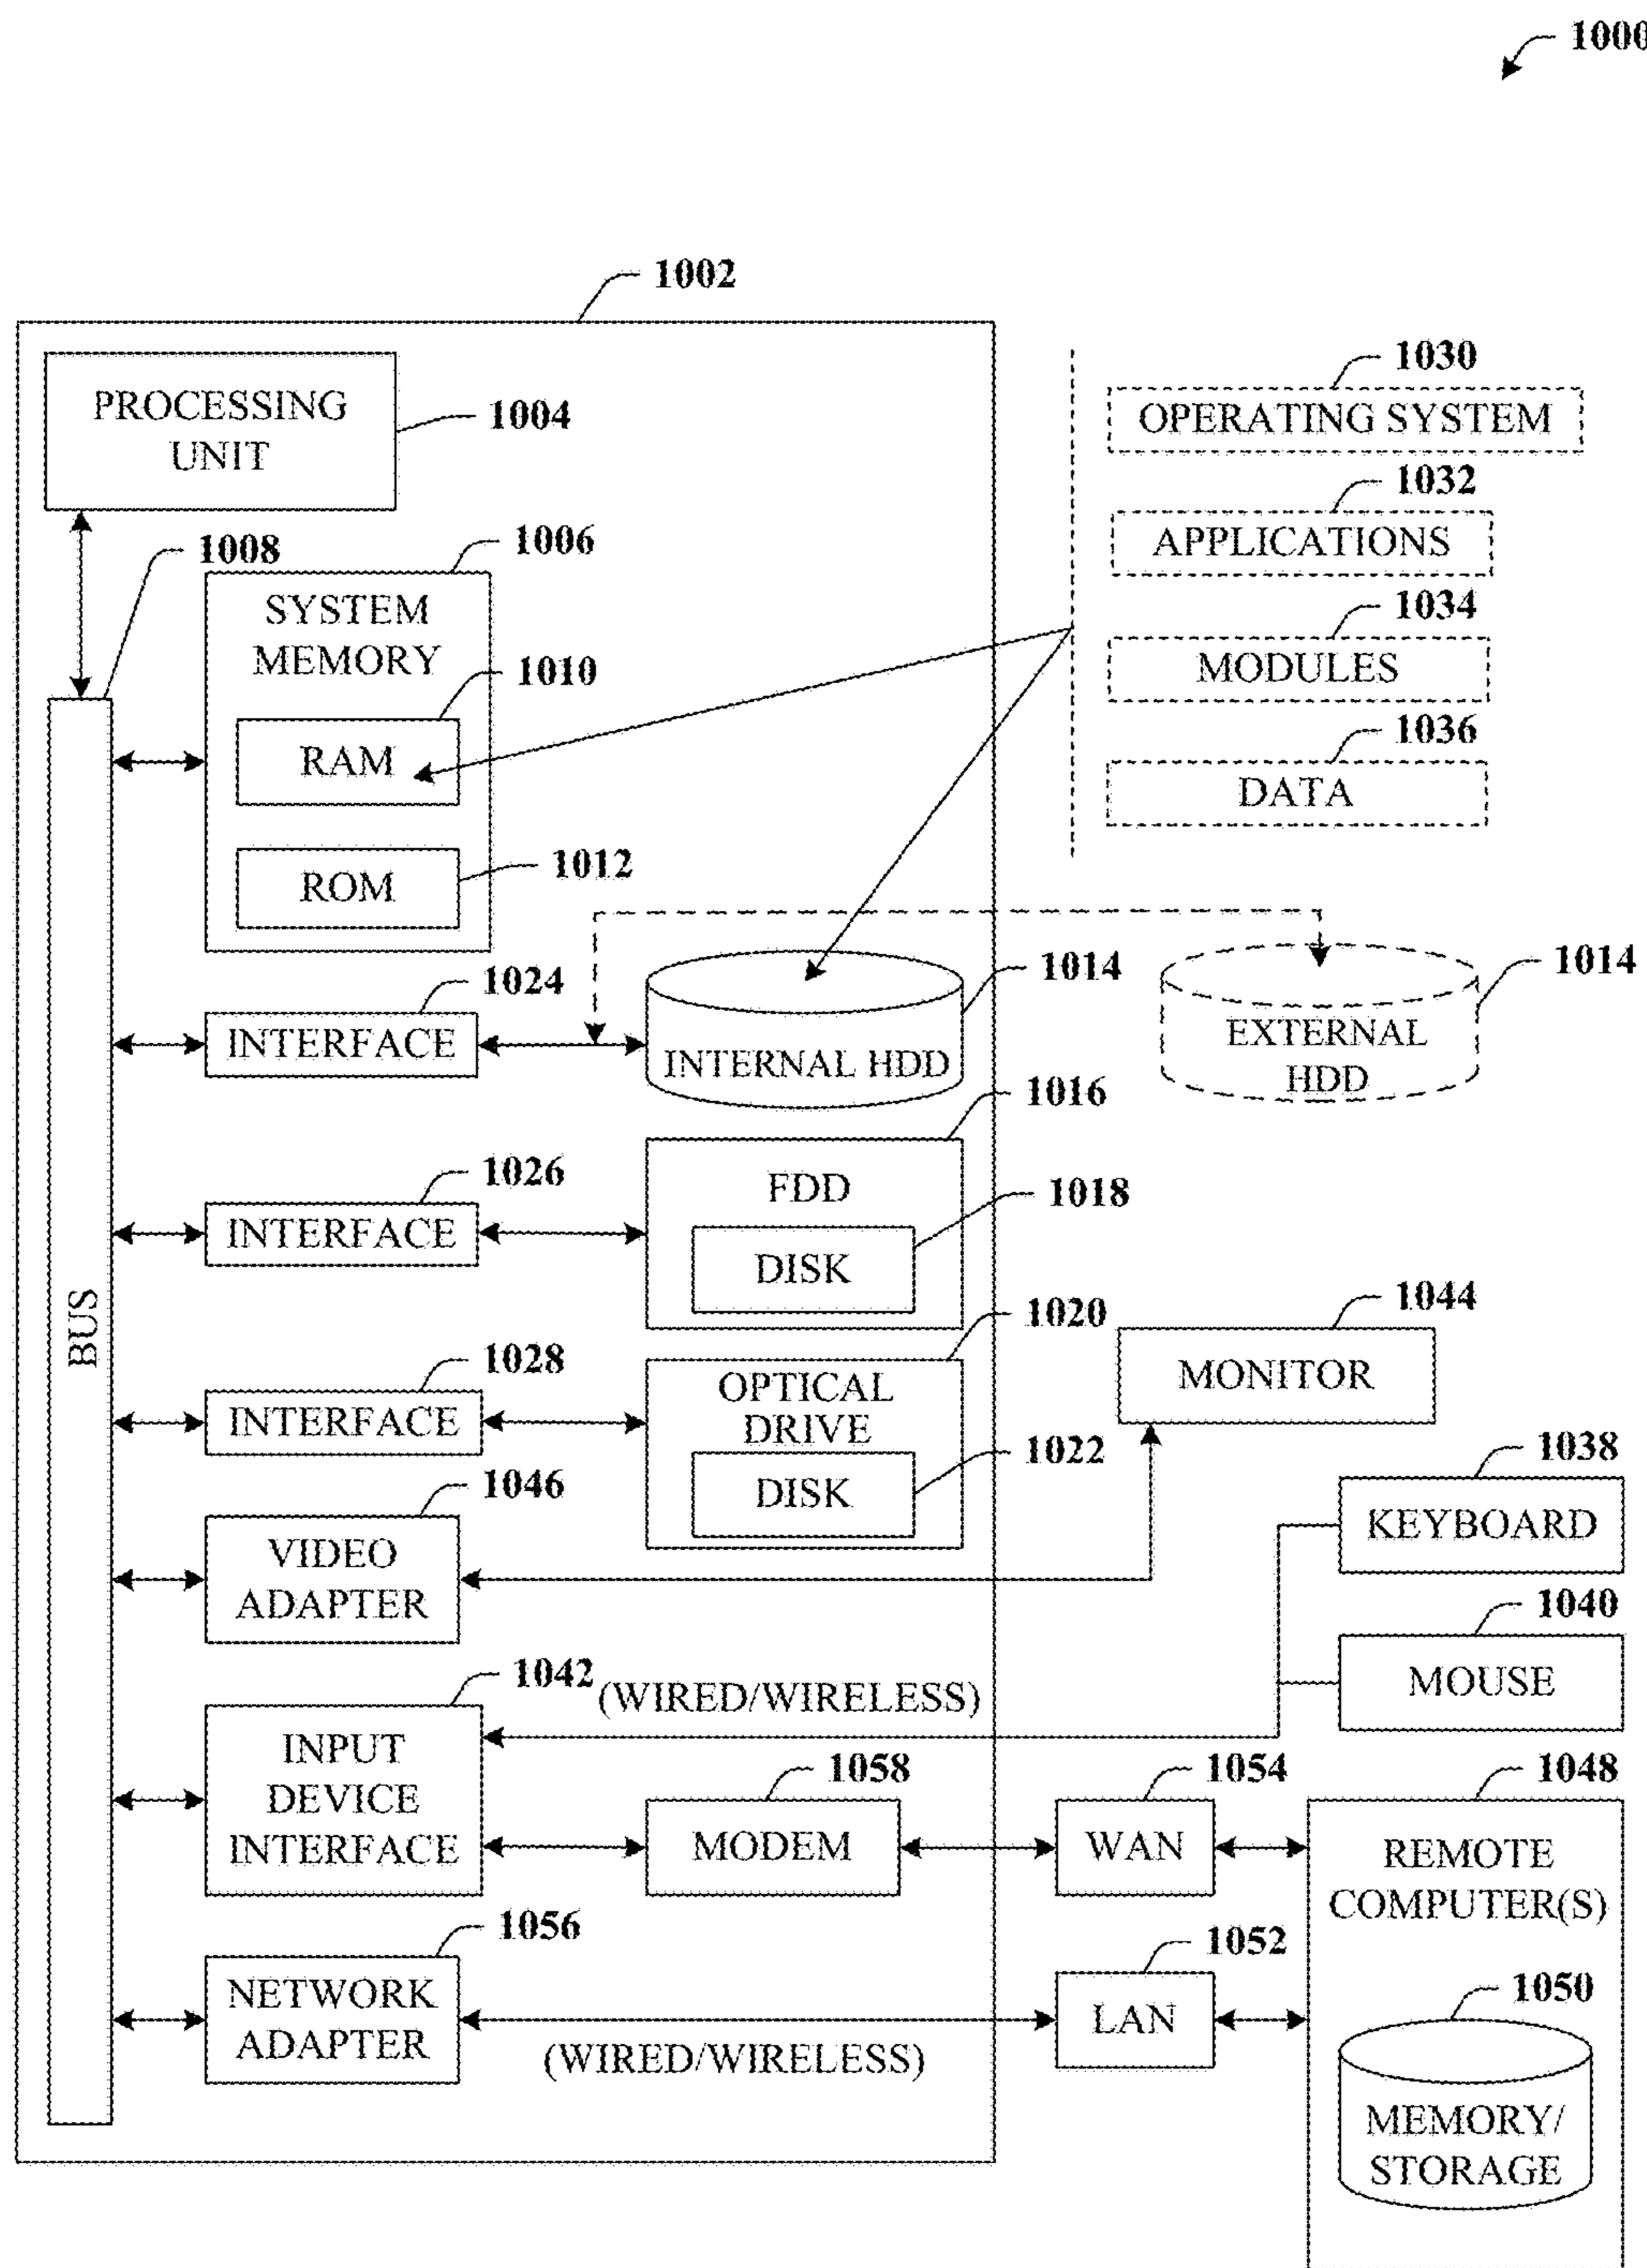 1000
1002
PROCESSING
UNIT
1004
1030
OPERATING SYSTEM
1032
APPLICATIONS
1034
MODULES
1036
DATA
1008
1006
SYSTEM
MEMORY
1010
RAM
1012
ROM
BUS
1024
INTERFACE
1014
INTERNAL HDD
1014
EXTERNAL
HDD
1016
FDD
1018
DISK
1026
INTERFACE
1020
OPTICAL
DRIVE
1022
DISK
1028
INTERFACE
1044
MONITOR
1046
VIDEO
ADAPTER
1038
KEYBOARD
1040
MOUSE
1042
(WIRED/WIRELESS)
INPUT
DEVICE
INTERFACE
1058
MODEM
1054
WAN
1048
REMOTE
COMPUTER(S)
1056
NETWORK
ADAPTER
(WIRED/WIRELESS)
1052
LAN
1050
MEMORY/
STORAGE